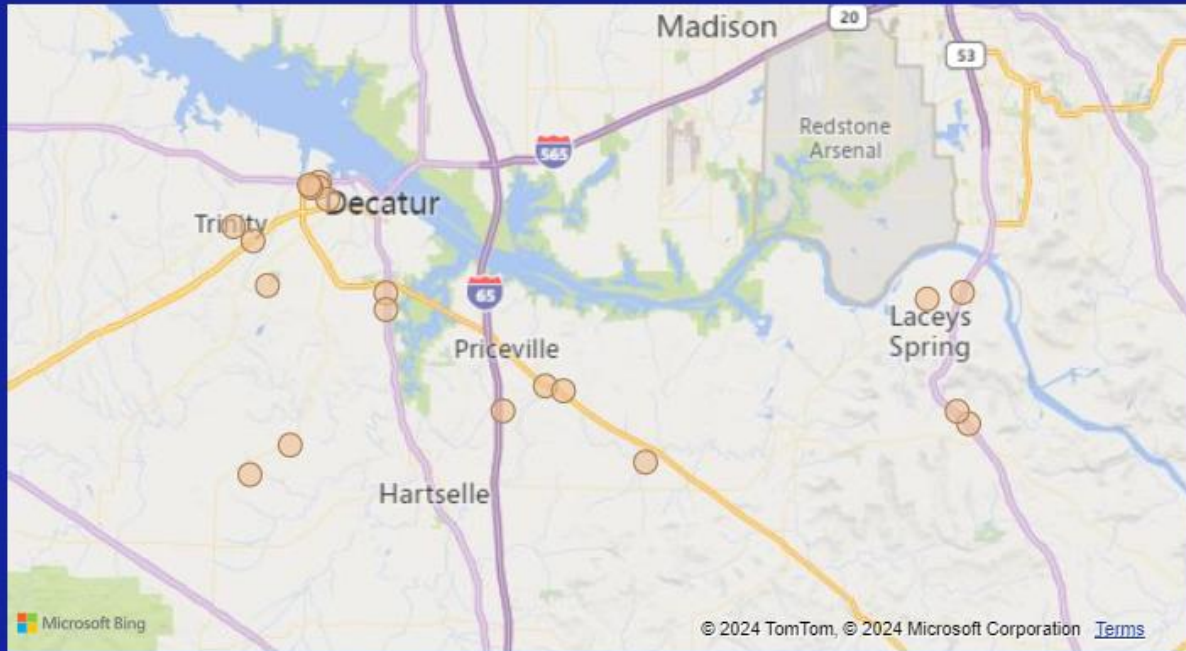 Madison
20
53
Redstone
Arsenal
565
Decatur
Trinity
65
Laceys
Spring
Priceville
Hartselle
Microsoft Bing
© 2024 TomTom, © 2024 Microsoft Corporation Terms